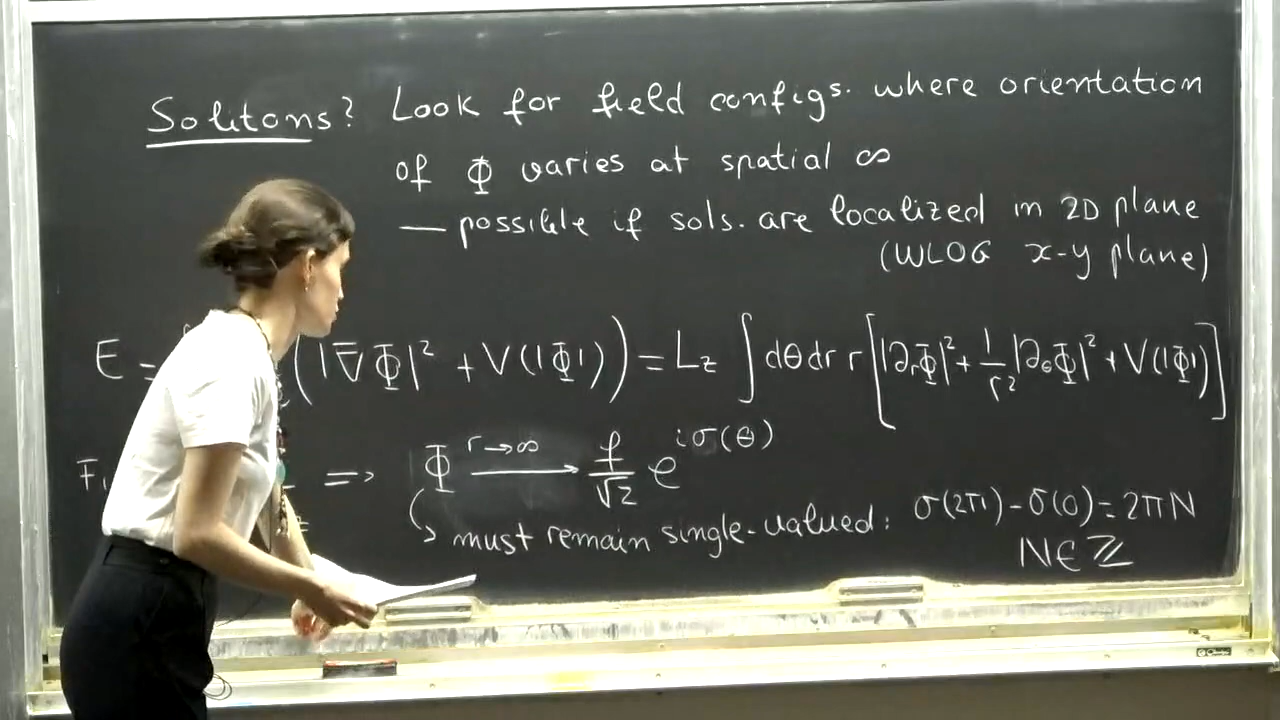 Solitons? Look for field configs. where orientation
of Φ varies at spatial ∞
— possible if sols. are localized in 2D plane
(WLOG x-y plane)
E = (|∇⃗Φ|² + V(|Φ|)) = L_z ∫ dθ dr r [|∂_rΦ|² + 1/r² |∂_θΦ|² + V(|Φ|)]
=> Φ —r→∞→ f/√2 e^{iσ(θ)}
↳ must remain single-valued: σ(2π) - σ(0) = 2πN
N ∈ ℤ